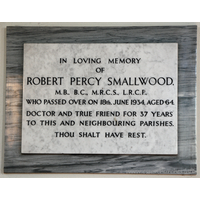 IN LOVING MEMORY
OF
ROBERT PERCY SMALLWOOD,
M.B. B.C., M.R.C.S., L.R.C.P.,
WHO PASSED OVER ON 18th JUNE 1934, AGED 64.
DOCTOR AND TRUE FRIEND FOR 37 YEARS
TO THIS AND NEIGHBOURING PARISHES.
THOU SHALT HAVE REST.